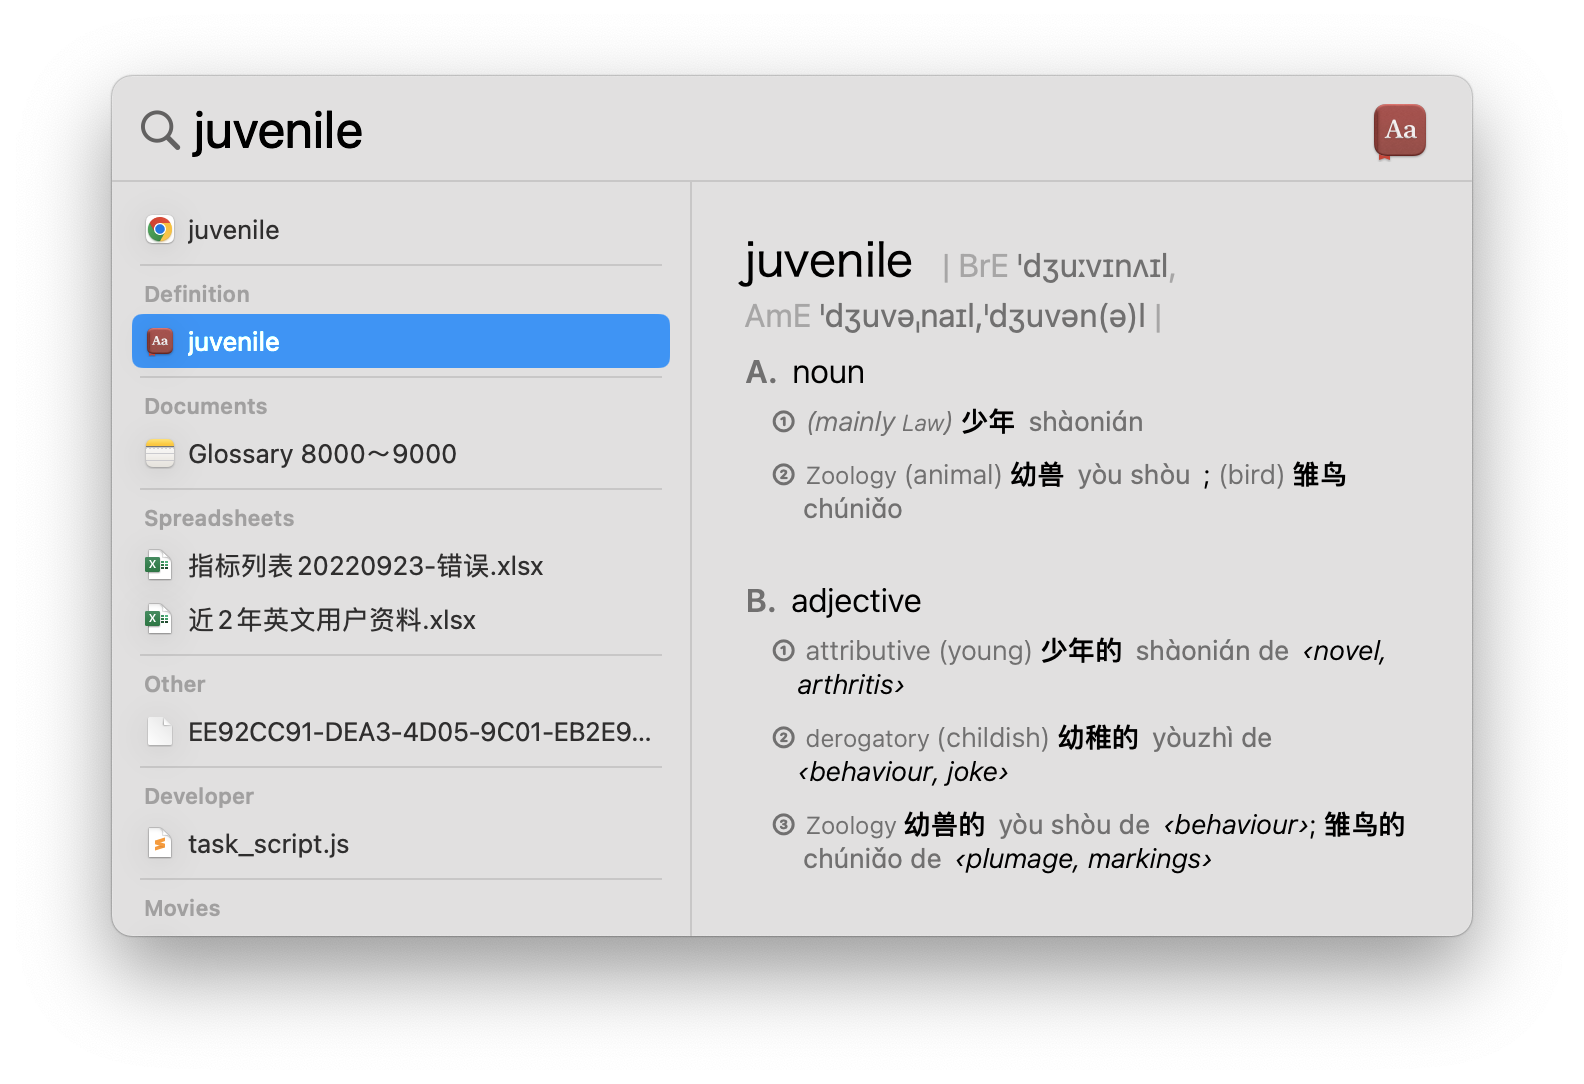 juvenile
Aa
juvenile
Definition
Aa juvenile
Documents
Glossary 8000～9000
Spreadsheets
指标列表20220923-错误.xlsx
近2年英文用户资料.xlsx
Other
EE92CC91-DEA3-4D05-9C01-EB2E9...
Developer
task_script.js
Movies
juvenile | BrE ˈdʒuːvɪnʌɪl,
AmE ˈdʒuvəˌnaɪl,ˈdʒuvən(ə)l |
A. noun
① (mainly Law) 少年 shàonián
② Zoology (animal) 幼兽 yòu shòu ; (bird) 雏鸟
chúniǎo
B. adjective
① attributive (young) 少年的 shàonián de ‹novel,
arthritis›
② derogatory (childish) 幼稚的 yòuzhì de
‹behaviour, joke›
③ Zoology 幼兽的 yòu shòu de ‹behaviour›; 雏鸟的
chúniǎo de ‹plumage, markings›